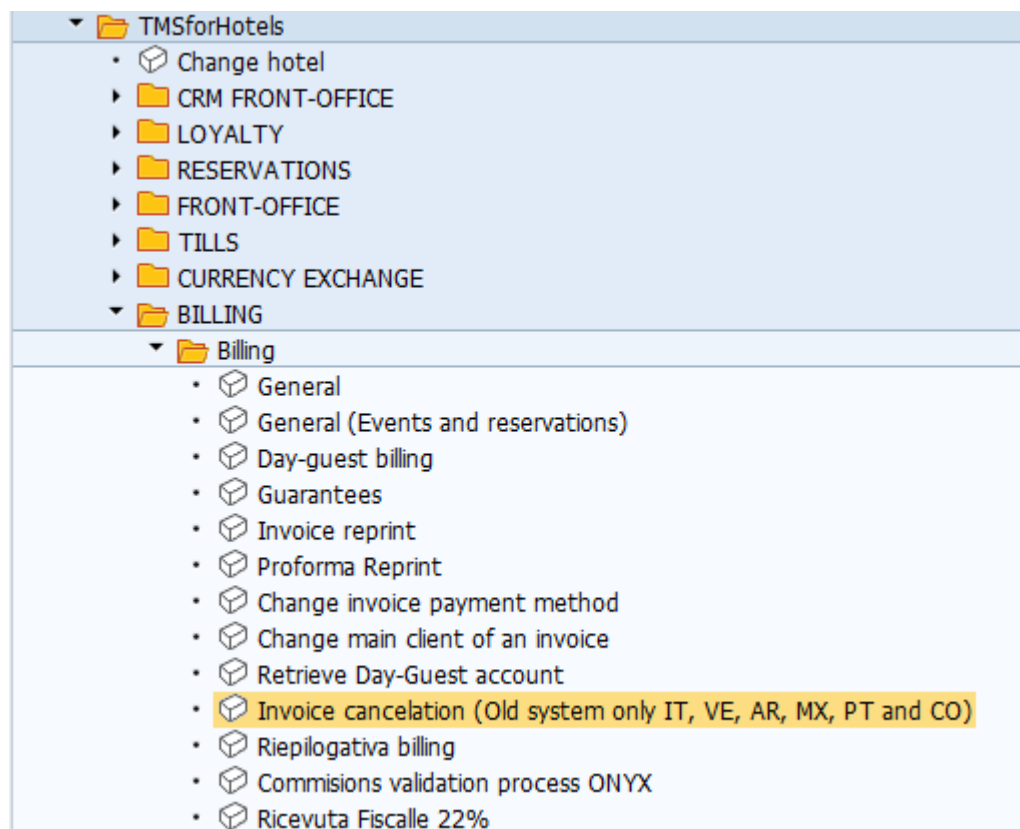 TMSforHotels
Change hotel
CRM FRONT-OFFICE
LOYALTY
RESERVATIONS
FRONT-OFFICE
TILLS
CURRENCY EXCHANGE
BILLING
Billing
General
General (Events and reservations)
Day-guest billing
Guarantees
Invoice reprint
Proforma Reprint
Change invoice payment method
Change main client of an invoice
Retrieve Day-Guest account
Invoice cancelation (Old system only IT, VE, AR, MX, PT and CO)
Riepilogativa billing
Commisions validation process ONYX
Ricevuta Fiscalle 22%